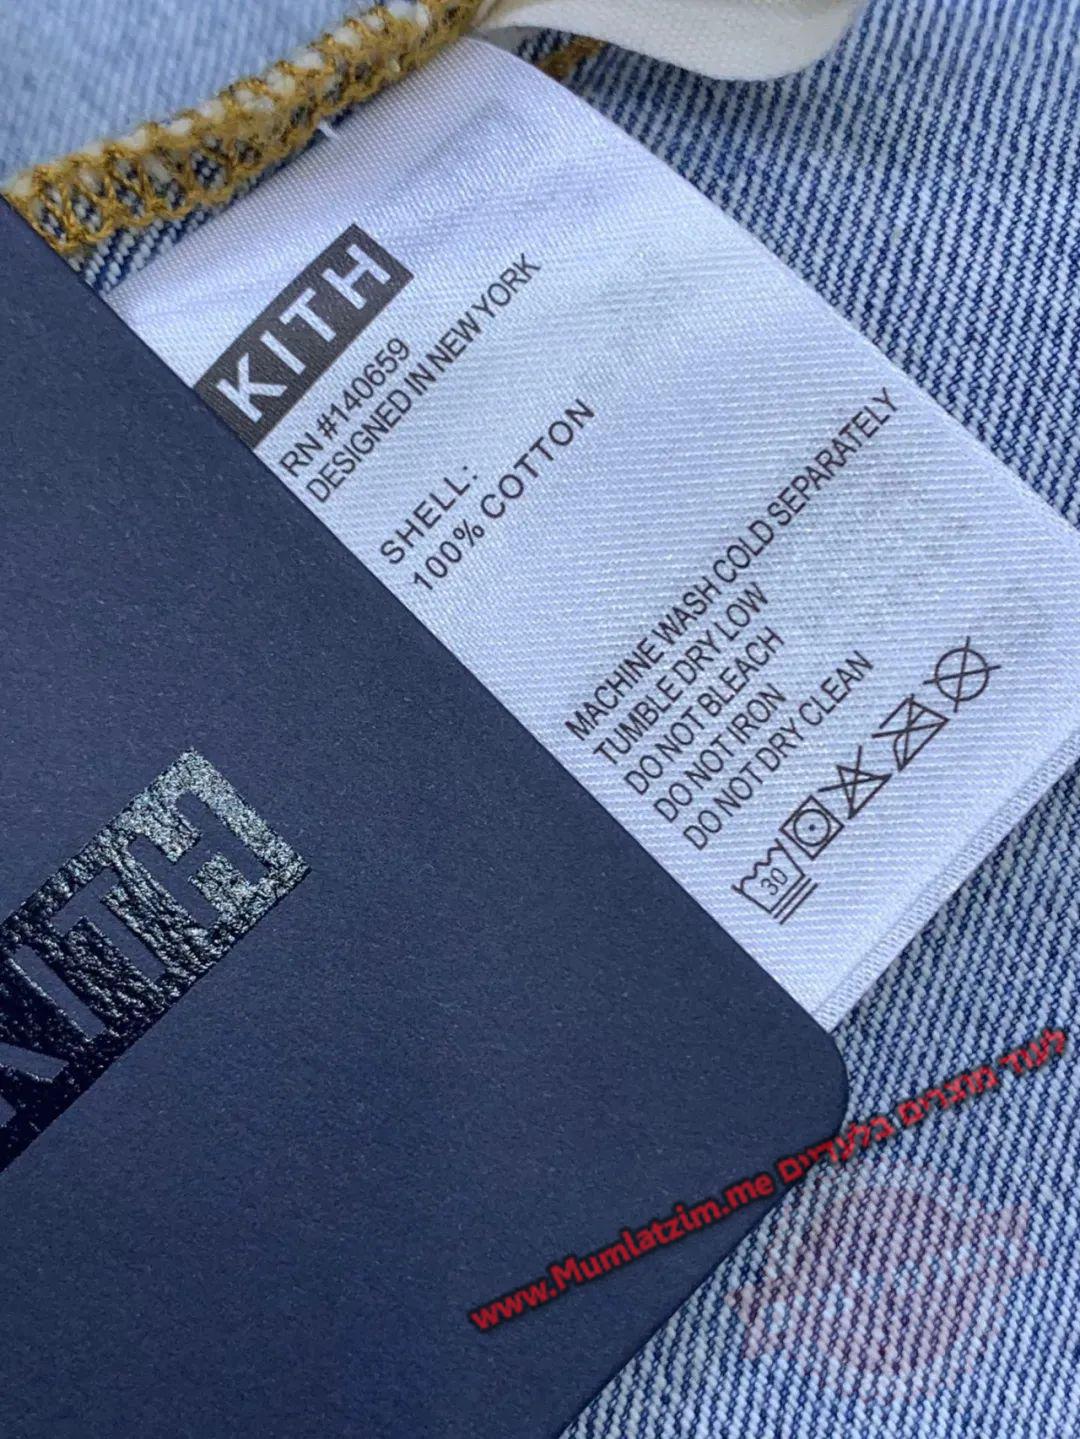 KITH
RN #140659
DESIGNED IN NEW YORK
SHELL:
100% COTTON
MACHINE WASH COLD SEPARATELY
TUMBLE DRY LOW
DO NOT BLEACH
DO NOT IRON
DO NOT DRY CLEAN
30
KITH
לעוד מוצרים בלעדיים www.Mumlatzim.me